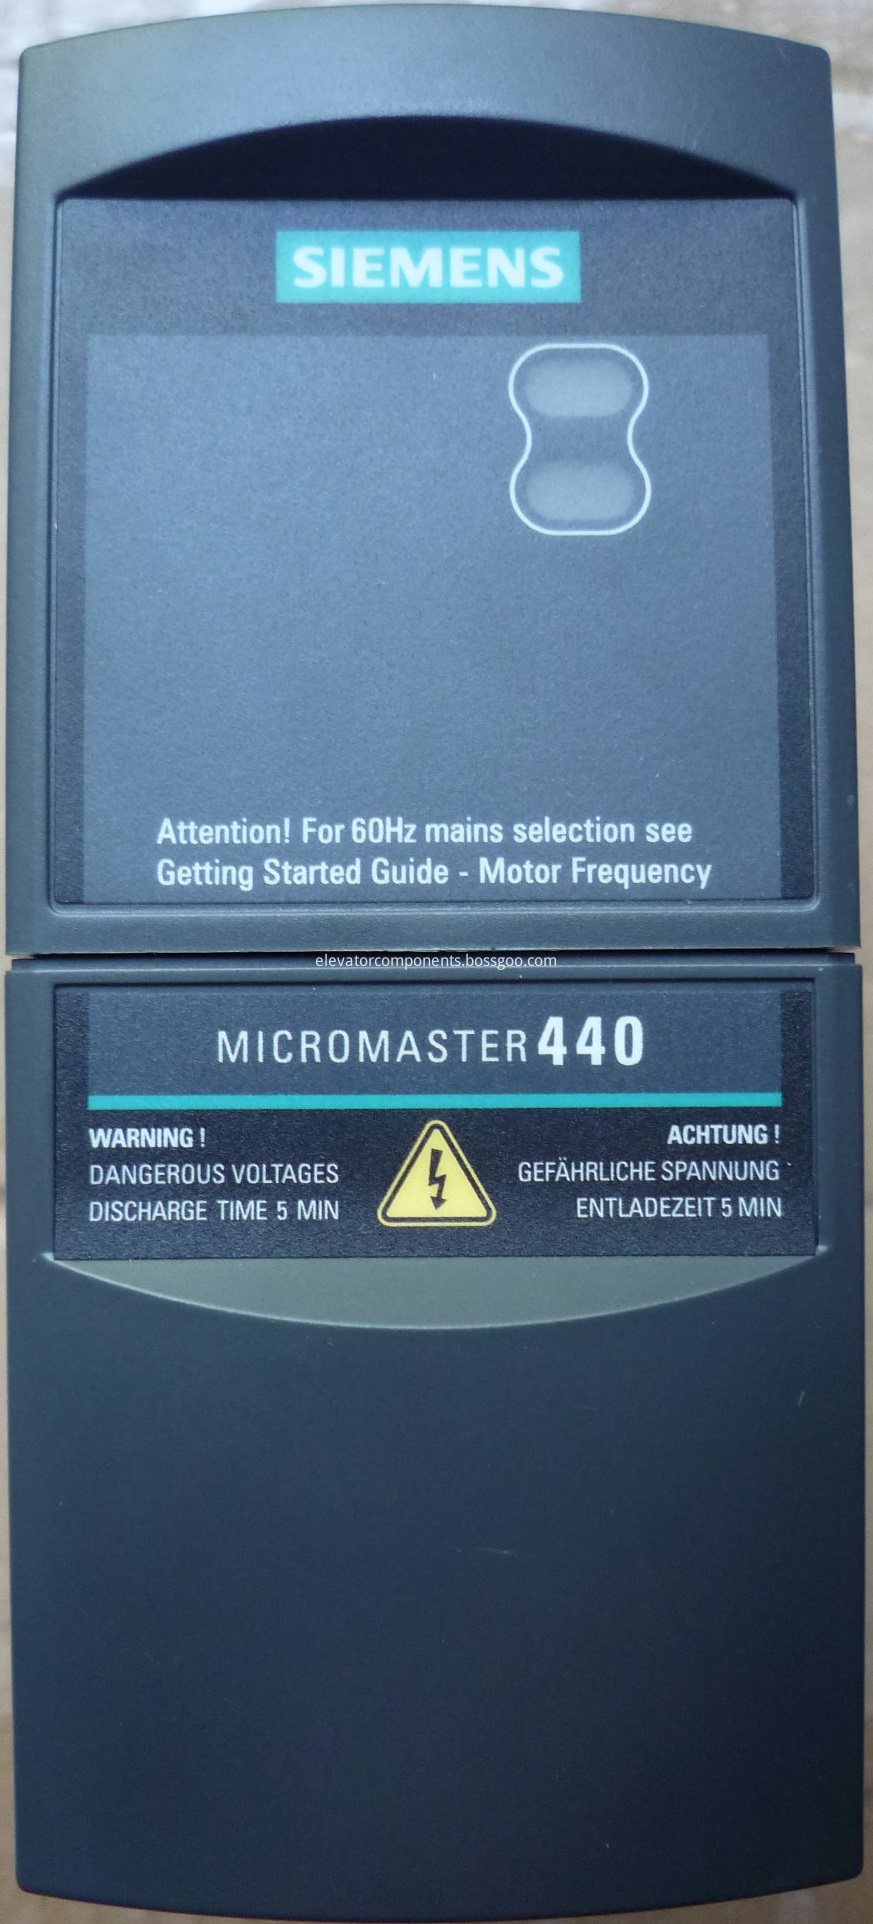 SIEMENS
Attention! For 60Hz mains selection see
Getting Started Guide - Motor Frequency
elevatorcomponents.bossgoo.com
MICROMASTER 440
WARNING !
DANGEROUS VOLTAGES
DISCHARGE TIME 5 MIN
ACHTUNG !
GEFÄHRLICHE SPANNUNG
ENTLADEZEIT 5 MIN